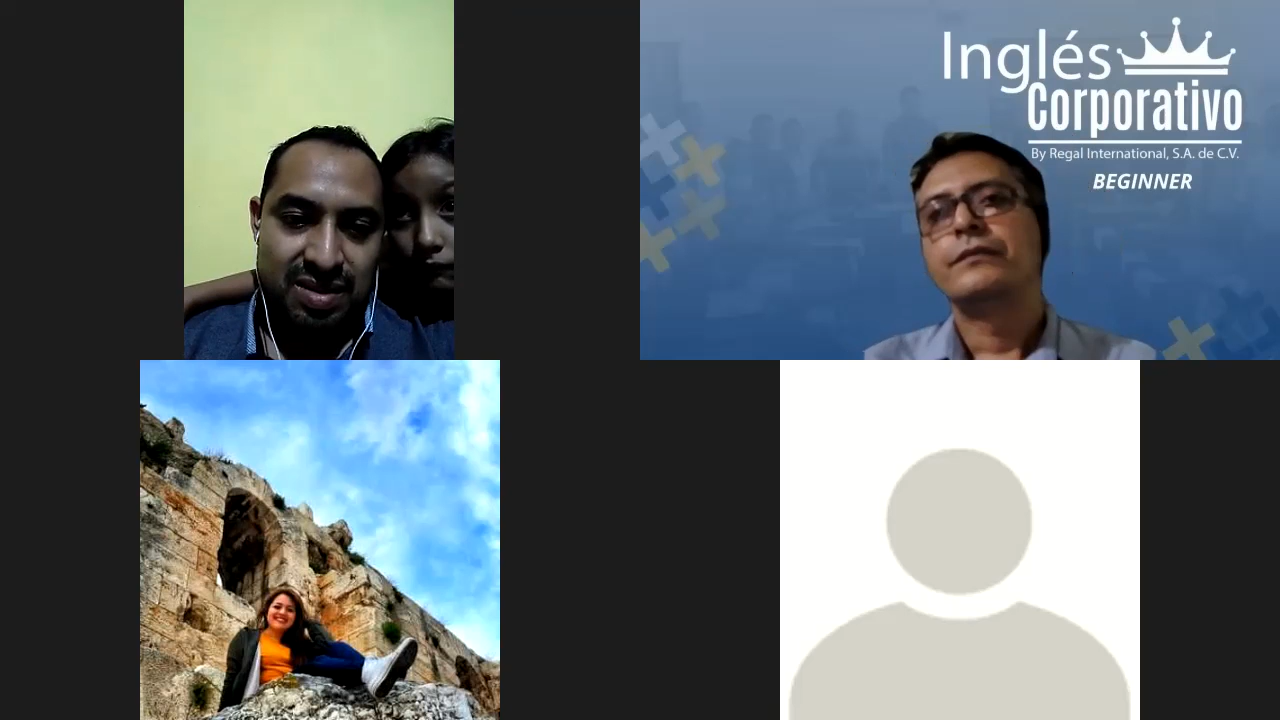 Inglés
Corporativo
By Regal International, S.A. de C.V.
BEGINNER